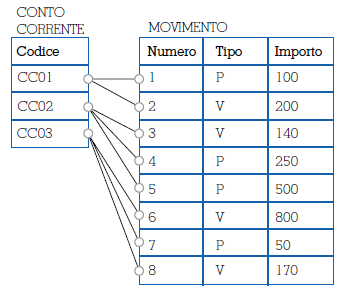 CONTO
CORRENTE
MOVIMENTO
Codice
Numero Tipo Importo
CC01
1 P 100
CC02
2 V 200
CC03
3 V 140
4 P 250
5 P 500
6 V 800
7 P 50
8 V 170